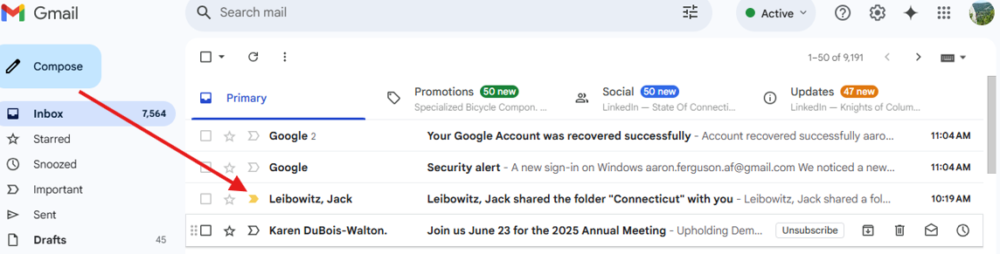 Gmail
Search mail
Active
Compose
1–50 of 9,191
Primary
Promotions 50 new
Specialized Bicycle Compon. ...
Social 50 new
LinkedIn — State Of Connecti...
Updates 47 new
LinkedIn — Knights of Colum...
Inbox 7,564
Starred
Snoozed
Important
Sent
Drafts 45
Google 2 Your Google Account was recovered successfully - Account recovered successfully aaro... 11:04 AM
Google Security alert - A new sign-in on Windows aaron.ferguson.af@gmail.com We noticed a new... 11:04 AM
Leibowitz, Jack Leibowitz, Jack shared the folder "Connecticut" with you - Leibowitz, Jack shared a fol... 10:19 AM
Karen DuBois-Walton. Join us June 23 for the 2025 Annual Meeting - Upholding Dem... Unsubscribe